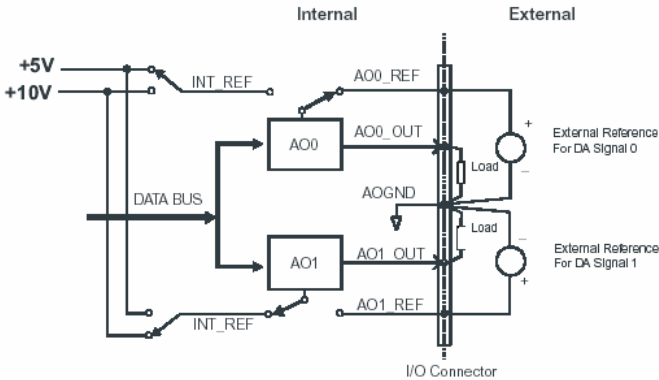 Internal
External
+5V
+10V
INT_REF
AO0_REF
AO0
AO0_OUT
+
External Reference
For DA Signal 0
Load
–
DATA BUS
AOGND
Load
–
External Reference
For DA Signal 1
AO1
AO1_OUT
+
INT_REF
AO1_REF
I/O Connector